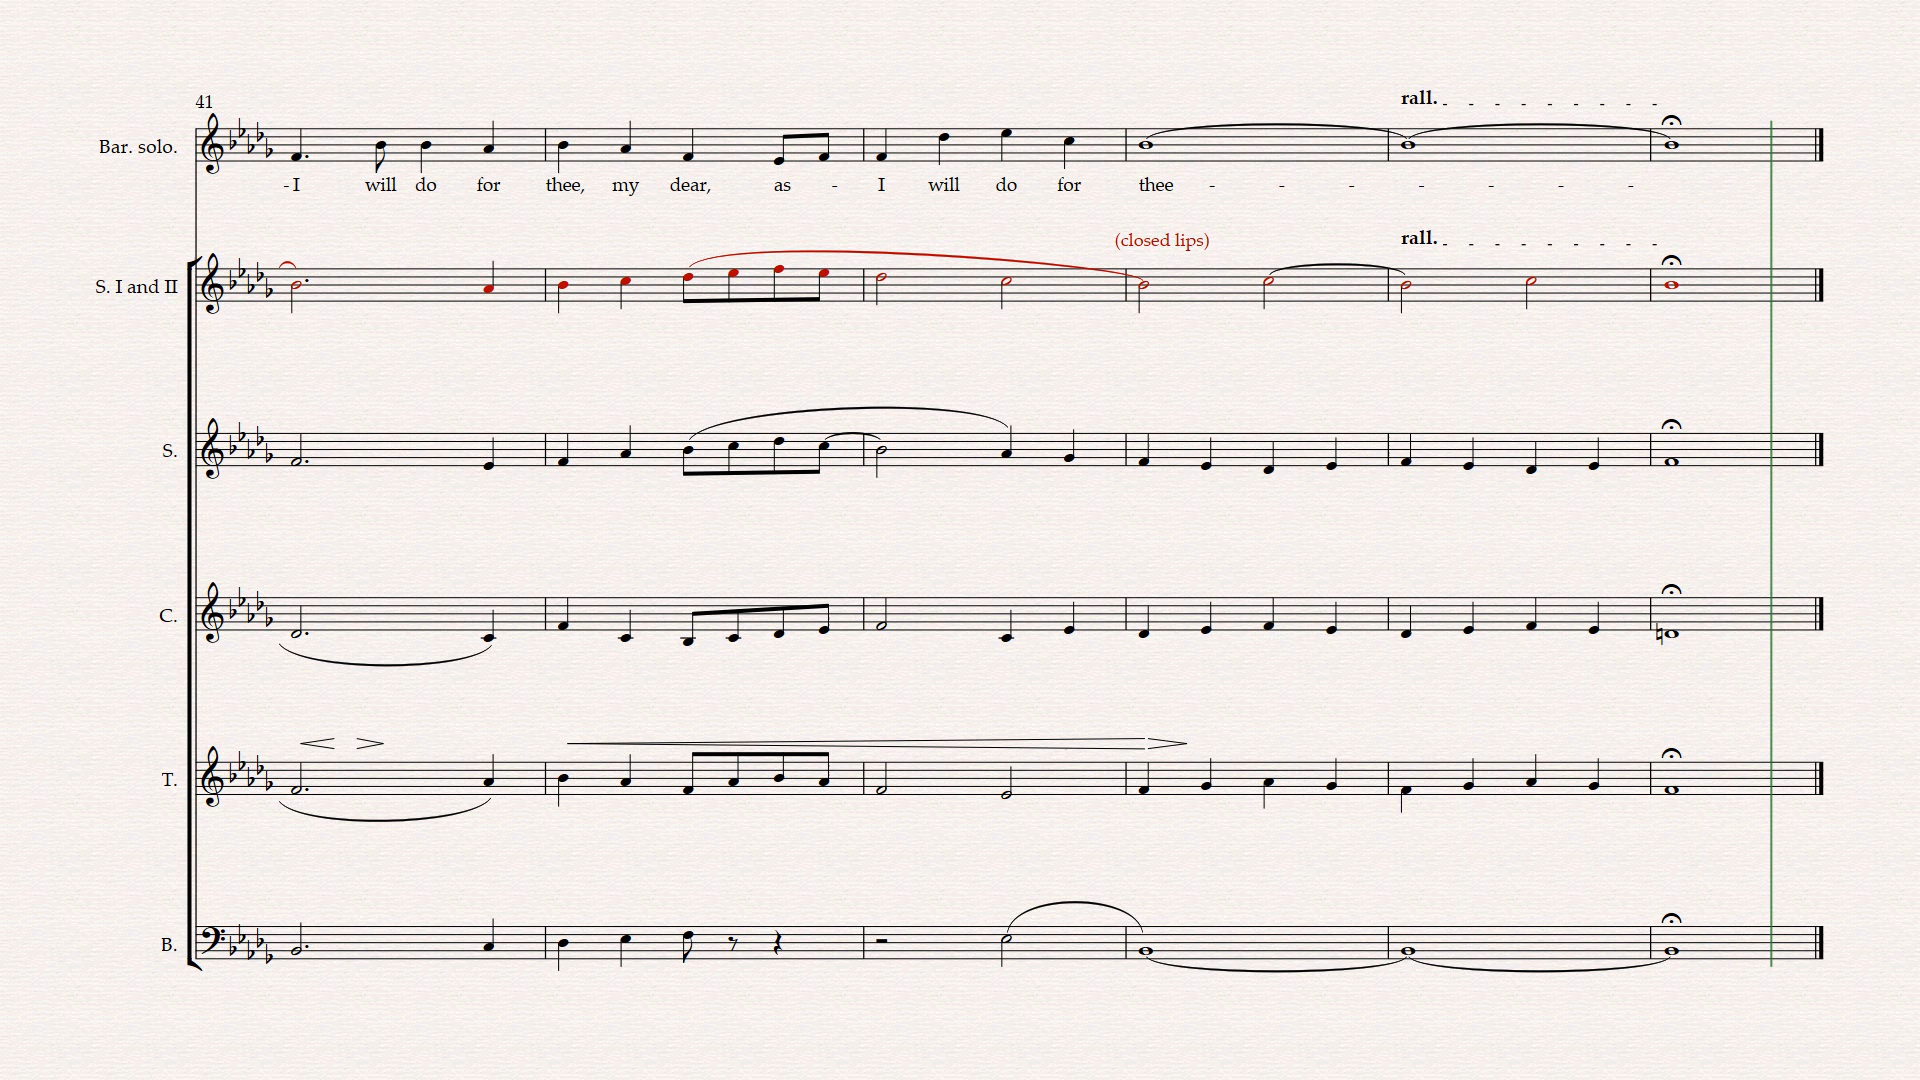 41
rall. - - - - - - - - -
Bar. solo.
- I will do for thee, my dear, as - I will do for thee - - - - - - -
(closed lips)
rall. - - - - - - - - -
S. I and II
S.
C.
T.
B.